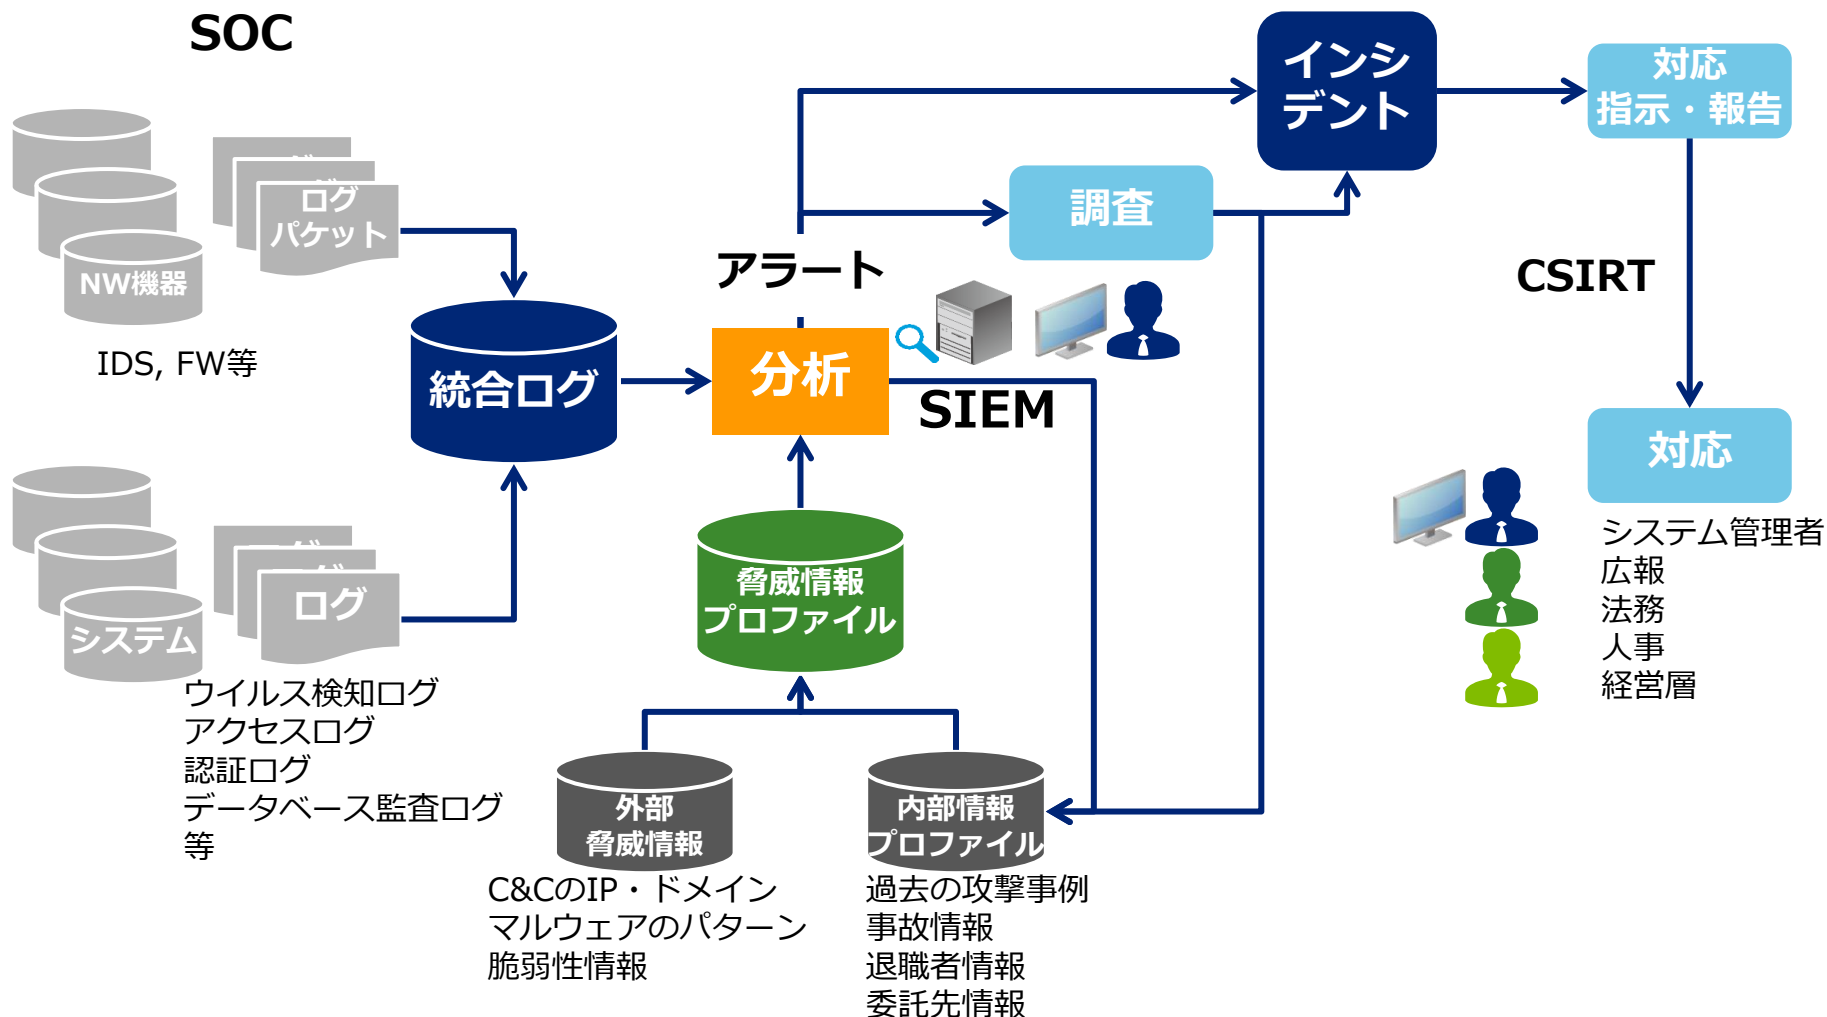 SOC
NW機器
ログ
パケット
IDS, FW等
システム
ログ
ウイルス検知ログ
アクセスログ
認証ログ
データベース監査ログ
等
統合ログ
アラート
分析
SIEM
脅威情報
プロファイル
外部
脅威情報
C&CのIP・ドメイン
マルウェアのパターン
脆弱性情報
内部情報
プロファイル
過去の攻撃事例
事故情報
退職者情報
委託先情報
調査
インシ
デント
対応
指示・報告
CSIRT
対応
システム管理者
広報
法務
人事
経営層